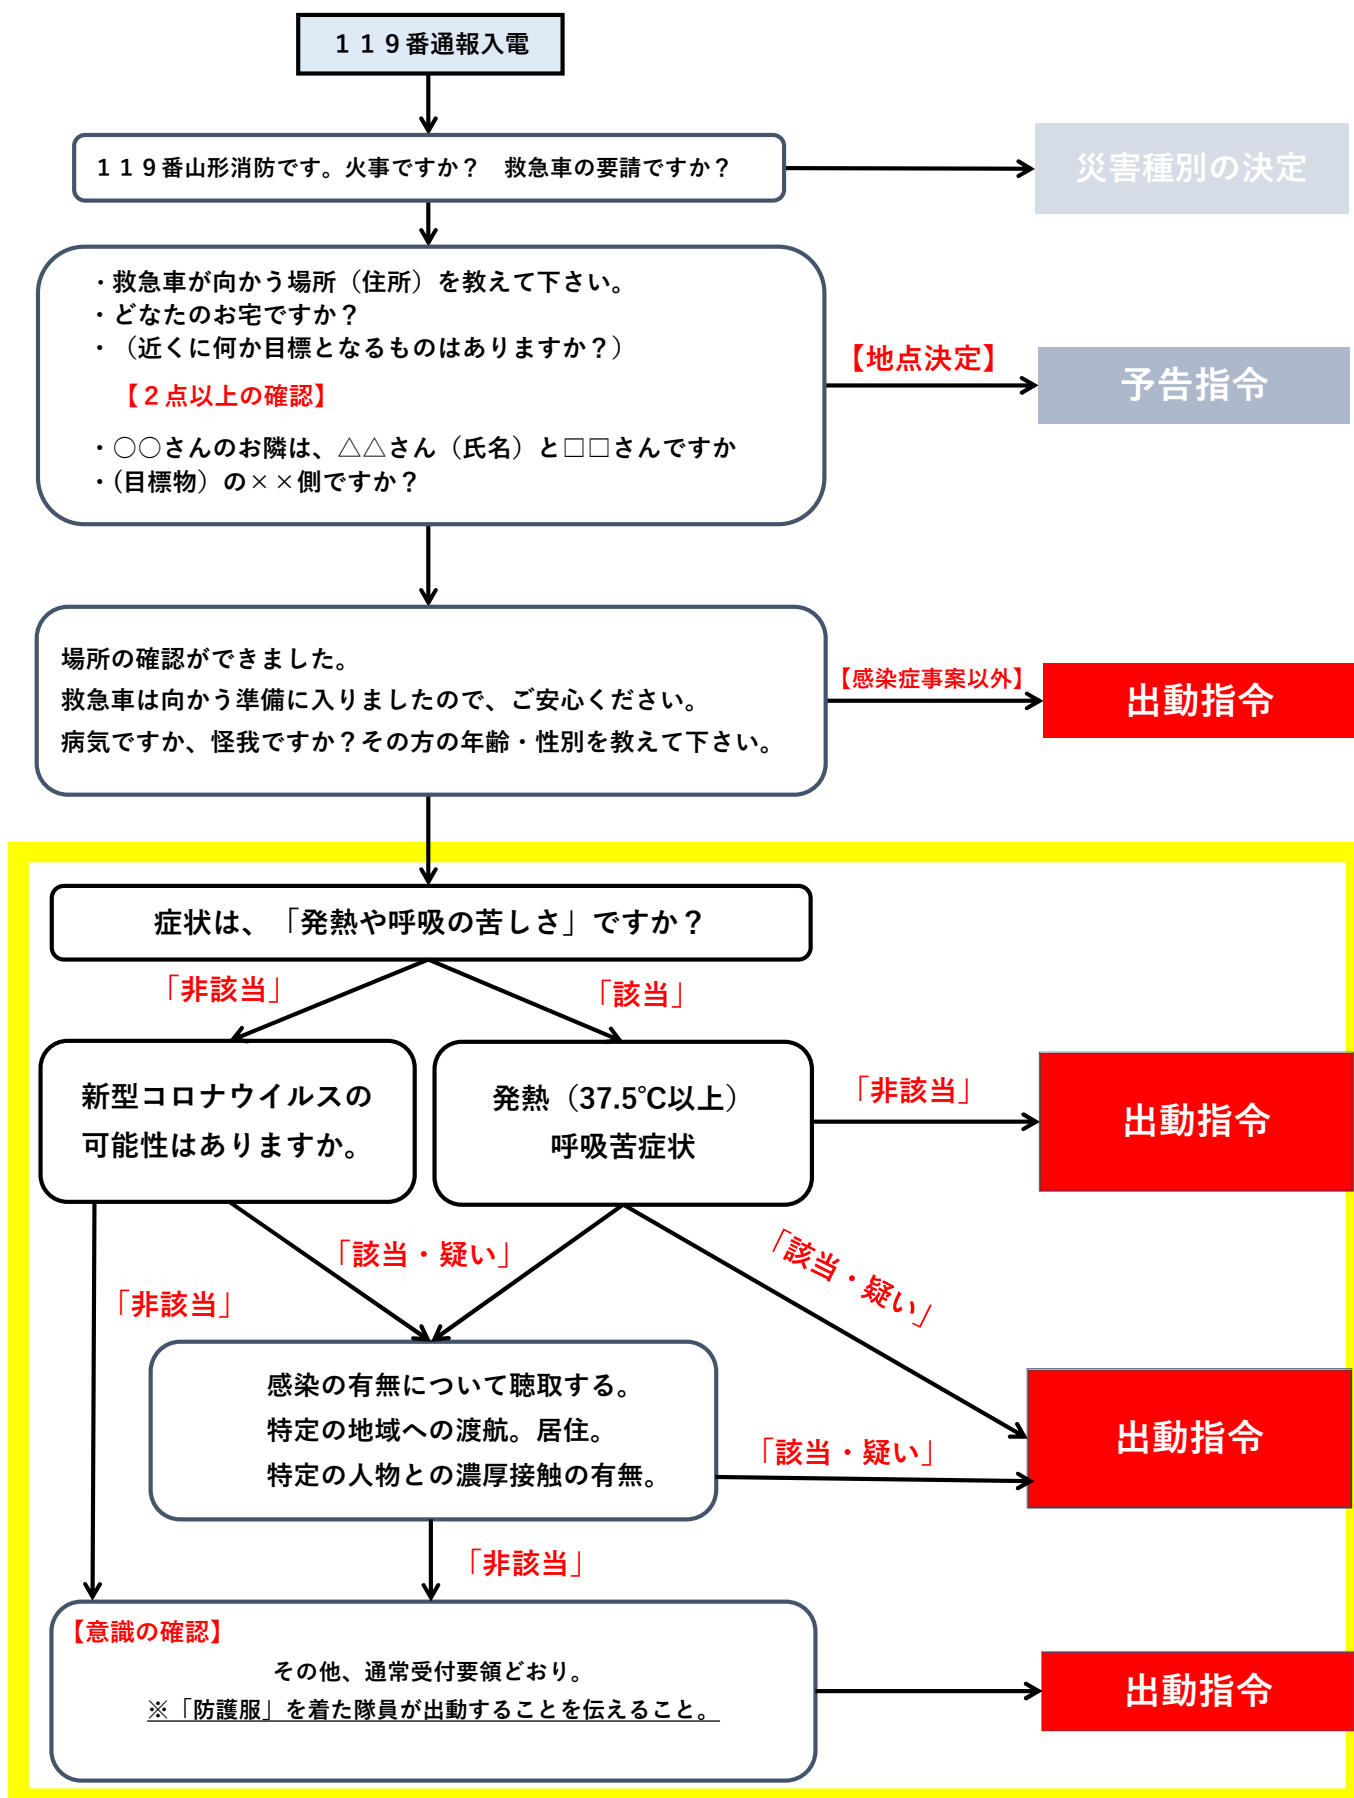 １１９番通報入電
１１９番山形消防です。火事ですか？　救急車の要請ですか？
災害種別の決定
・救急車が向かう場所（住所）を教えて下さい。
・どなたのお宅ですか？
・（近くに何か目標となるものはありますか？）
【２点以上の確認】
・〇〇さんのお隣は、△△さん（氏名）と□□さんですか
・(目標物）の××側ですか？
【地点決定】
予告指令
場所の確認ができました。
救急車は向かう準備に入りましたので、ご安心ください。
病気ですか、怪我ですか？その方の年齢・性別を教えて下さい。
【感染症事案以外】
出動指令
症状は、「発熱や呼吸の苦しさ」ですか？
「非該当」
「該当」
新型コロナウイルスの
可能性はありますか。
発熱（37.5℃以上）
呼吸苦症状
「非該当」
出動指令
「該当・疑い」
「該当・疑い」
「非該当」
感染の有無について聴取する。
特定の地域への渡航。居住。
特定の人物との濃厚接触の有無。
「該当・疑い」
出動指令
「非該当」
【意識の確認】
その他、通常受付要領どおり。
※「防護服」を着た隊員が出動することを伝えること。
出動指令